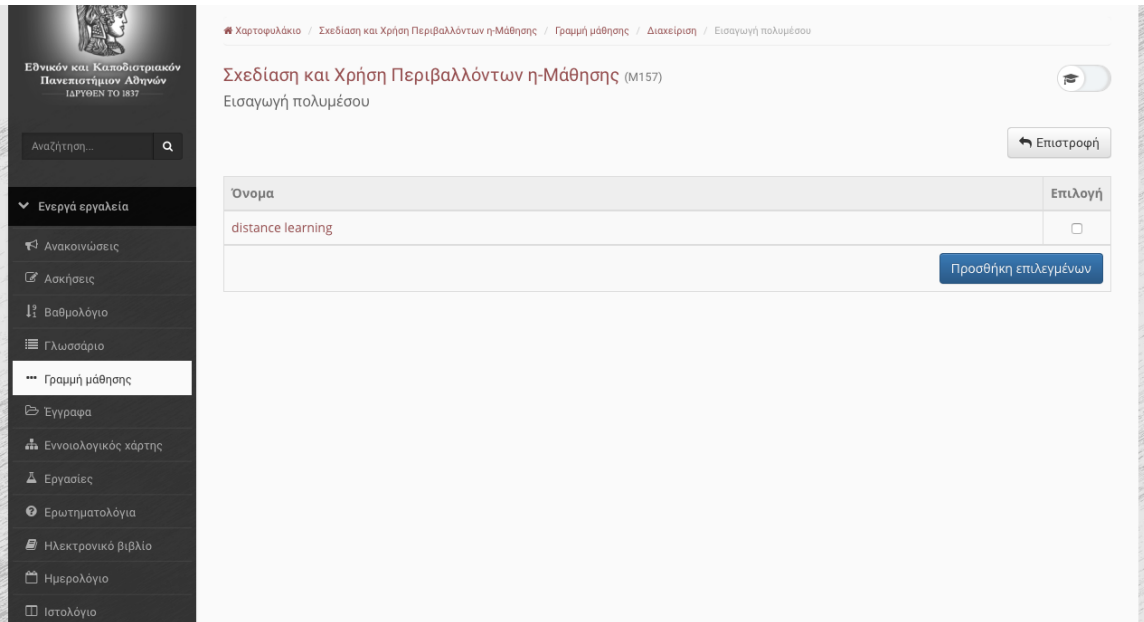 Εθνικόν και Καποδιστριακόν
Πανεπιστήμιον Αθηνών
ΙΔΡΥΘΕΝ ΤΟ 1837
Αναζήτηση...
Ενεργά εργαλεία
Ανακοινώσεις
Ασκήσεις
Βαθμολόγιο
Γλωσσάριο
Γραμμή μάθησης
Έγγραφα
Εννοιολογικός χάρτης
Εργασίες
Ερωτηματολόγια
Ηλεκτρονικό βιβλίο
Ημερολόγιο
Ιστολόγιο
Χαρτοφυλάκιο / Σχεδίαση και Χρήση Περιβαλλόντων η-Μάθησης / Γραμμή μάθησης / Διαχείριση / Εισαγωγή πολυμέσου
Σχεδίαση και Χρήση Περιβαλλόντων η-Μάθησης (Μ157)
Εισαγωγή πολυμέσου
Επιστροφή
Όνομα Επιλογή
distance learning
Προσθήκη επιλεγμένων